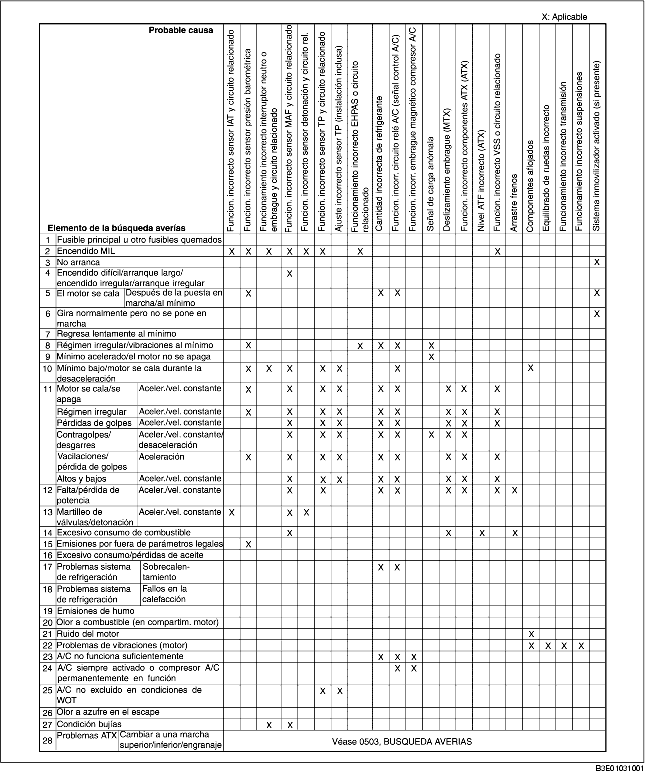 X: Aplicable
Probable causa
Elemento de la búsqueda averías
Funcion. incorrecto sensor IAT y circuito relacionado
Funcion. incorrecto sensor presión barométrica
Funcionamiento incorrecto interruptor neutro o
embrague y circuito relacionado
Funcion. incorrecto sensor MAF y circuito relacionado
Funcion. incorrecto sensor detonación y circuito rel.
Funcion. incorrecto sensor TP y circuito relacionado
Ajuste incorrecto sensor TP (instalación inclusa)
Funcionamiento incorrecto EHPAS o circuito
relacionado
Cantidad incorrecta de refrigerante
Funcion. incorr. circuito relé A/C (señal control A/C)
Funcion. incorr. embrague magnético compresor A/C
Señal de carga anómala
Deslizamiento embrague (MTX)
Funcion. incorrecto componentes ATX (ATX)
Nivel ATF incorrecto (ATX)
Funcion. incorrecto VSS o circuito relacionado
Arrastre frenos
Componentes aflojados
Equilibrado de ruedas incorrecto
Funcionamiento incorrecto transmisión
Funcionamiento incorrecto suspensiones
Sistema inmovilizador activado (si presente)
1 Fusible principal u otro fusibles quemados
2 Encendido MIL X X X X X X X X
3 No arranca X
4 Encendido difícil/arranque largo/
encendido irregular/arranque irregular X
5 El motor se cala Después de la puesta en
marcha/al mínimo X X X X
6 Gira normalmente pero no se pone en
marcha X
7 Regresa lentamente al mínimo
8 Régimen irregular/vibraciones al mínimo X X X X X
9 Mínimo acelerado/el motor no se apaga X
10 Mínimo bajo/motor se cala durante la
desaceleración X X X X X X X
11 Motor se cala/se
apaga Aceler./vel. constante X X X X X X X X X
Régimen irregular Aceler./vel. constante X X X X X X X X X
Pérdidas de golpes Aceler./vel. constante X X X X X X X X
Contragolpes/
desgarres Aceler./vel. constante/
desaceleración X X X X X X X X
Vacilaciones/
pérdida de golpes Aceleración X X X X X X X X X
Altos y bajos Aceler./vel. constante X X X X X X X X
12 Falta/pérdida de
potencia Aceler./vel. constante X X X X X X X X
13 Martilleo de
válvulas/detonación Aceler./vel. constante X X X
14 Excesivo consumo de combustible X X X X
15 Emisiones por fuera de parámetros legales X
16 Excesivo consumo/pérdidas de aceite
17 Problemas sistema
de refrigeración Sobrecalen-
tamiento X X
18 Problemas sistema
de refrigeración Fallos en la
calefacción
19 Emisiones de humo
20 Olor a combustible (en compartim. motor)
21 Ruido del motor X
22 Problemas de vibraciones (motor) X X X X
23 A/C no funciona suficientemente X X X
24 A/C siempre activado o compresor A/C
permanentemente en función X X
25 A/C no excluido en condiciones de
WOT X X
26 Olor a azufre en el escape
27 Condición bujías X X
28 Problemas ATX Cambiar a una marcha
superior/inferior/engranaje Véase 0503, BUSQUEDA AVERIAS
B3E01031001